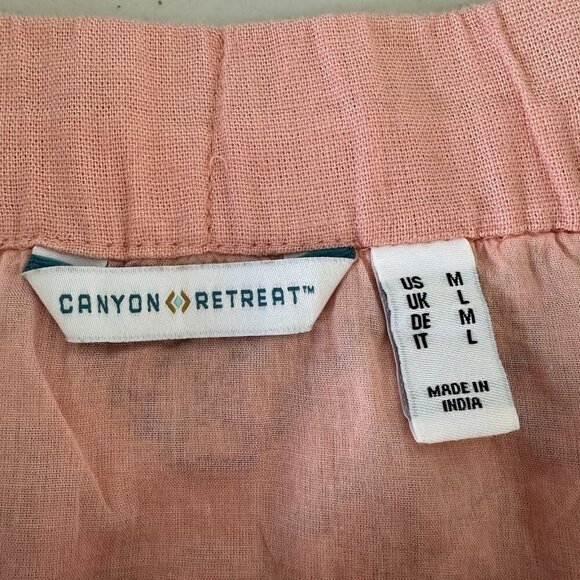 CANYON RETREAT™
US M
UK L
DE M
IT L
MADE IN
INDIA